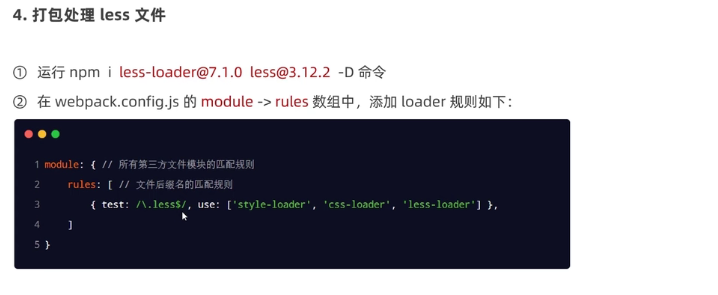 4. 打包处理 less 文件
① 运行 npm i less-loader@7.1.0 less@3.12.2 -D 命令
② 在 webpack.config.js 的 module -> rules 数组中，添加 loader 规则如下：
1 module: { // 所有第三方文件模块的匹配规则
2 rules: [ // 文件后缀名的匹配规则
3 { test: /\.less$/, use: ['style-loader', 'css-loader', 'less-loader'] },
4 ]
5 }